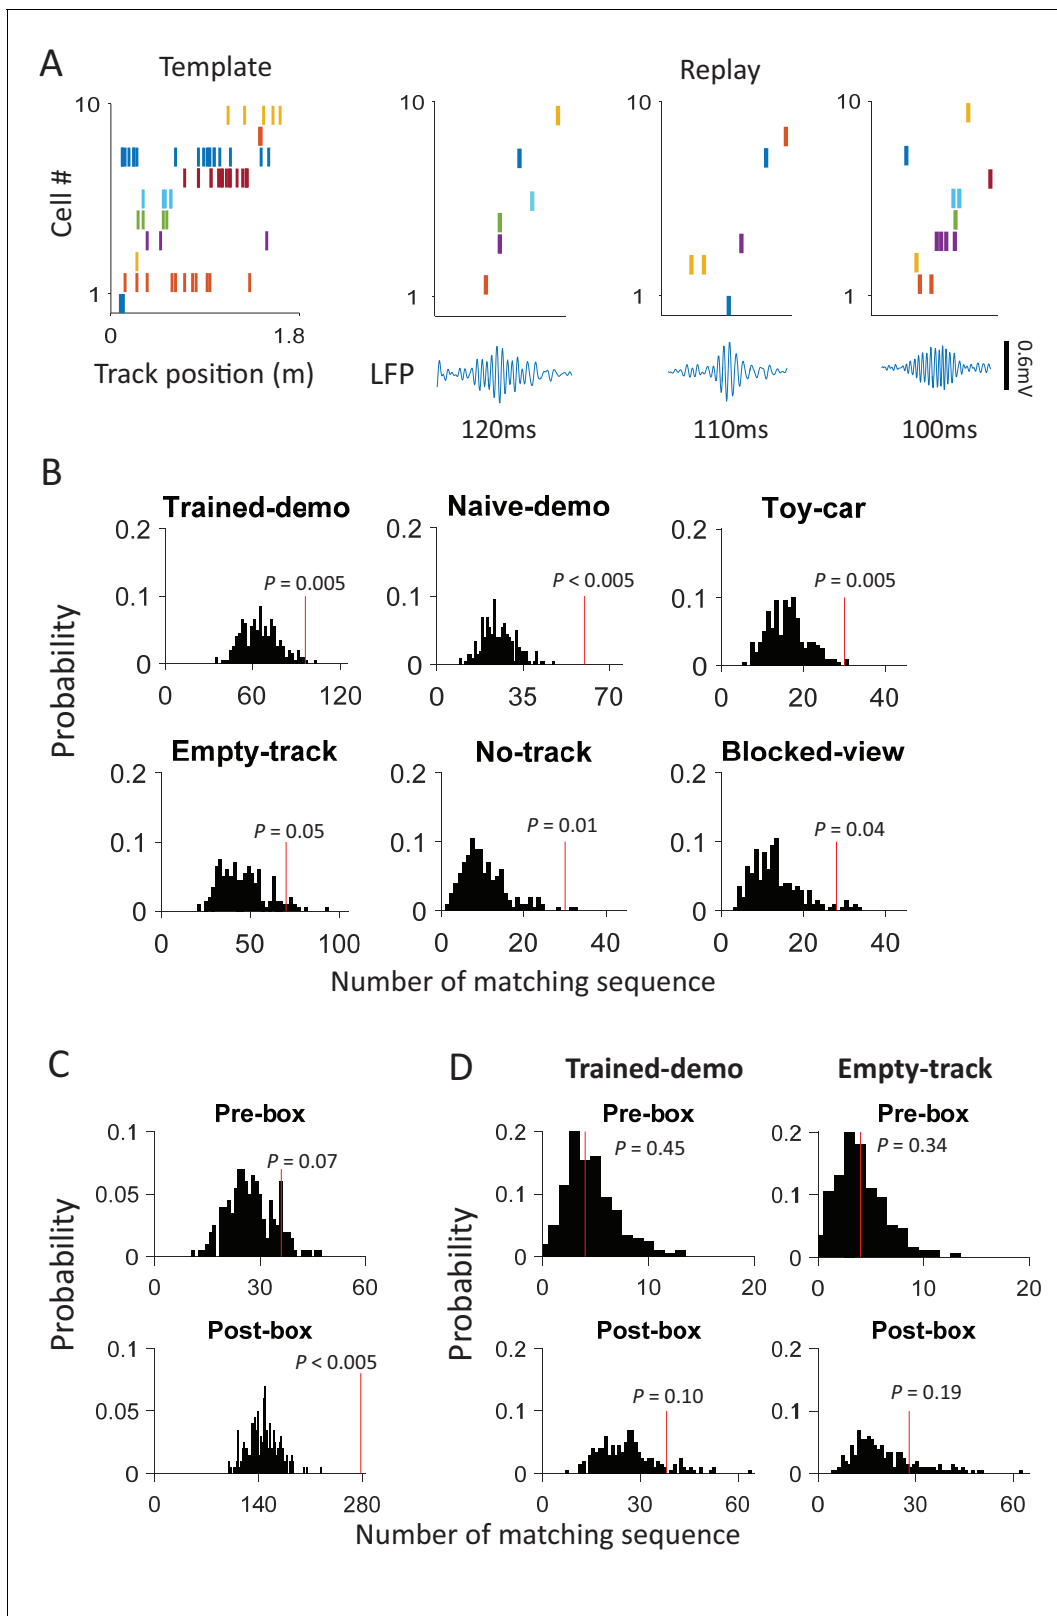 A
Template
Replay
Cell #
10
1
0
1.8
Track position (m)
10
1
10
1
10
1
LFP
0.6mV
120ms
110ms
100ms
B
Probability
Trained-demo
0.2
0.1
0
P = 0.005
0
60
120
Naive-demo
0.2
0.1
0
P < 0.005
0
35
70
Toy-car
0.2
0.1
0
P = 0.005
0
20
40
Empty-track
0.2
0.1
0
P = 0.05
0
50
100
No-track
0.2
0.1
0
P = 0.01
0
20
40
Blocked-view
0.2
0.1
0
P = 0.04
0
20
40
Number of matching sequence
C
Probability
Pre-box
0.1
0.05
0
P = 0.07
0
30
60
Post-box
0.1
0.05
0
P < 0.005
0
140
280
D
Probability
Trained-demo
Pre-box
0.2
0.1
0
P = 0.45
0
10
20
Empty-track
Pre-box
0.2
0.1
0
P = 0.34
0
10
20
Post-box
0.2
0.1
0
P = 0.10
0
30
60
Post-box
0.2
0.1
0
P = 0.19
0
30
60
Number of matching sequence